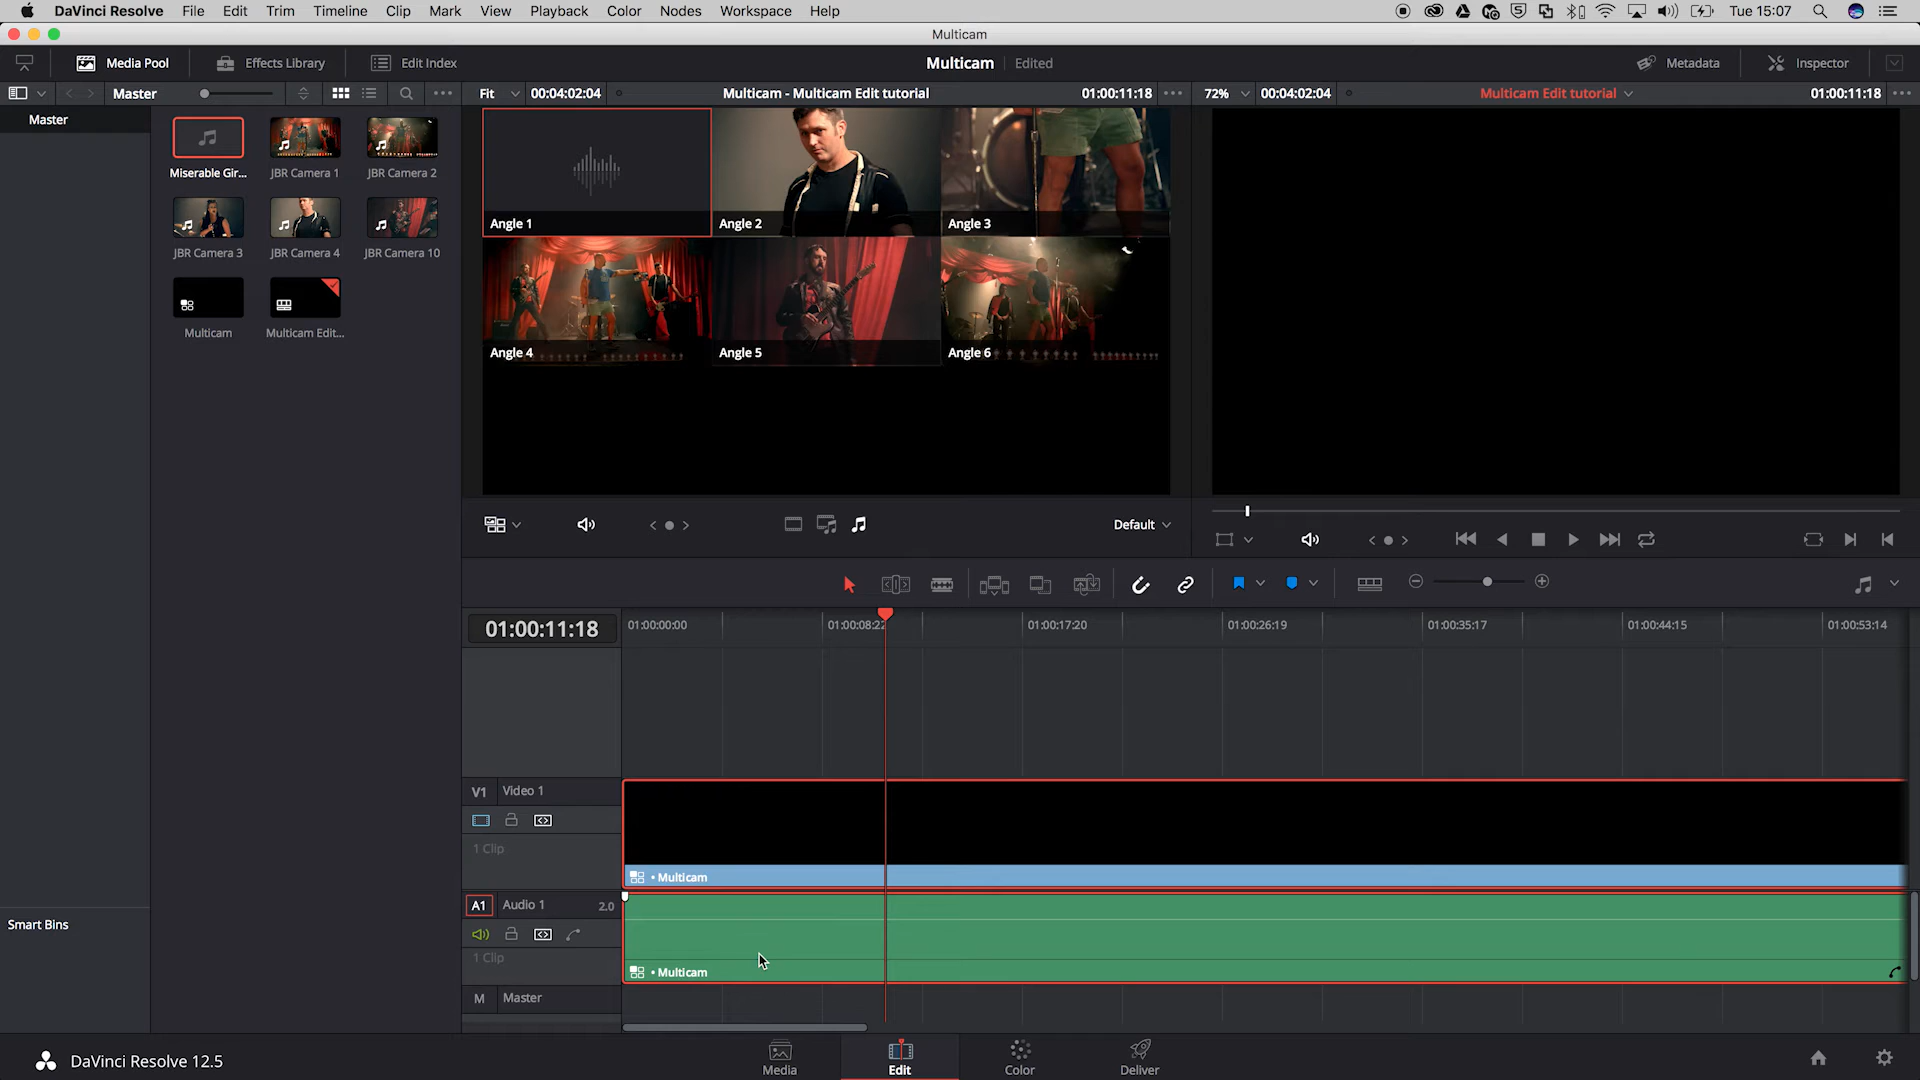 DaVinci Resolve File Edit Trim Timeline Clip Mark View Playback Color Nodes Workspace Help Tue 15:07
Multicam
Media Pool Effects Library Edit Index Multicam Edited Metadata Inspector
Master Fit 00:04:02:04 Multicam - Multicam Edit tutorial 01:00:11:18 72% 00:04:02:04 Multicam Edit tutorial 01:00:11:18
Master
Miserable Gir... JBR Camera 1 JBR Camera 2
JBR Camera 3 JBR Camera 4 JBR Camera 10
Multicam Multicam Edit...
Angle 1 Angle 2 Angle 3
Angle 4 Angle 5 Angle 6
Default
01:00:11:18 01:00:00:00 01:00:08:22 01:00:17:20 01:00:26:19 01:00:35:17 01:00:44:15 01:00:53:14
V1 Video 1
1 Clip
• Multicam
A1 Audio 1 2.0
1 Clip
• Multicam
M Master
Smart Bins
DaVinci Resolve 12.5
Media Edit Color Deliver